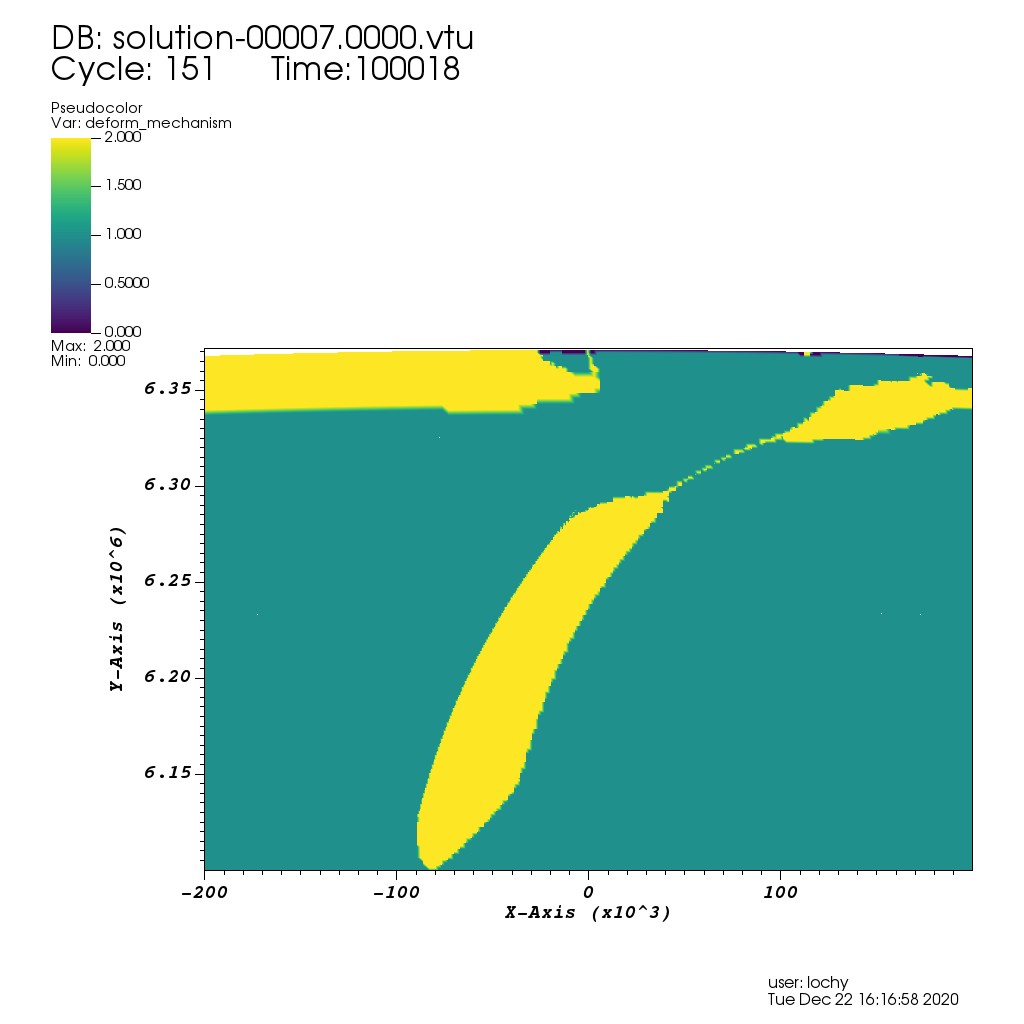 DB: solution-00007.0000.vtu
Cycle: 151 Time:100018
Pseudocolor
Var: deform_mechanism
2.000
1.500
1.000
0.5000
0.000
Max: 2.000
Min: 0.000
6.35
6.30
6.25
6.20
6.15
Y-Axis (x10^6)
-200 -100 0 100
X-Axis (x10^3)
user: lochy
Tue Dec 22 16:16:58 2020